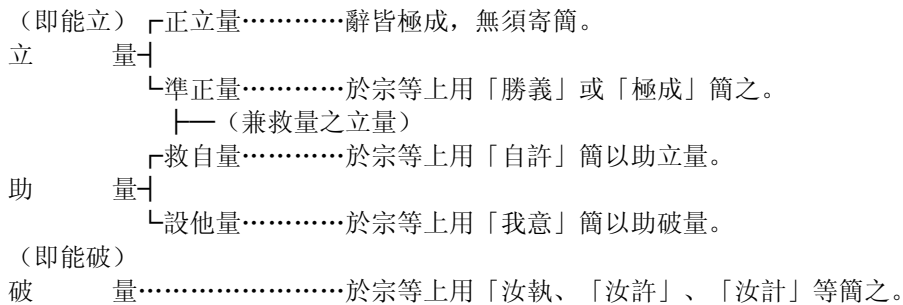 （即能立）┌正立量…………辭皆極成，無須寄簡。
立　　　量┤
└準正量…………於宗等上用「勝義」或「極成」簡之。
├──（兼救量之立量）
┌救自量…………於宗等上用「自許」簡以助立量。
助　　　量┤
└設他量…………於宗等上用「我意」簡以助破量。
（即能破）
破　　　量……………………於宗等上用「汝執、「汝許」、「汝計」等簡之。